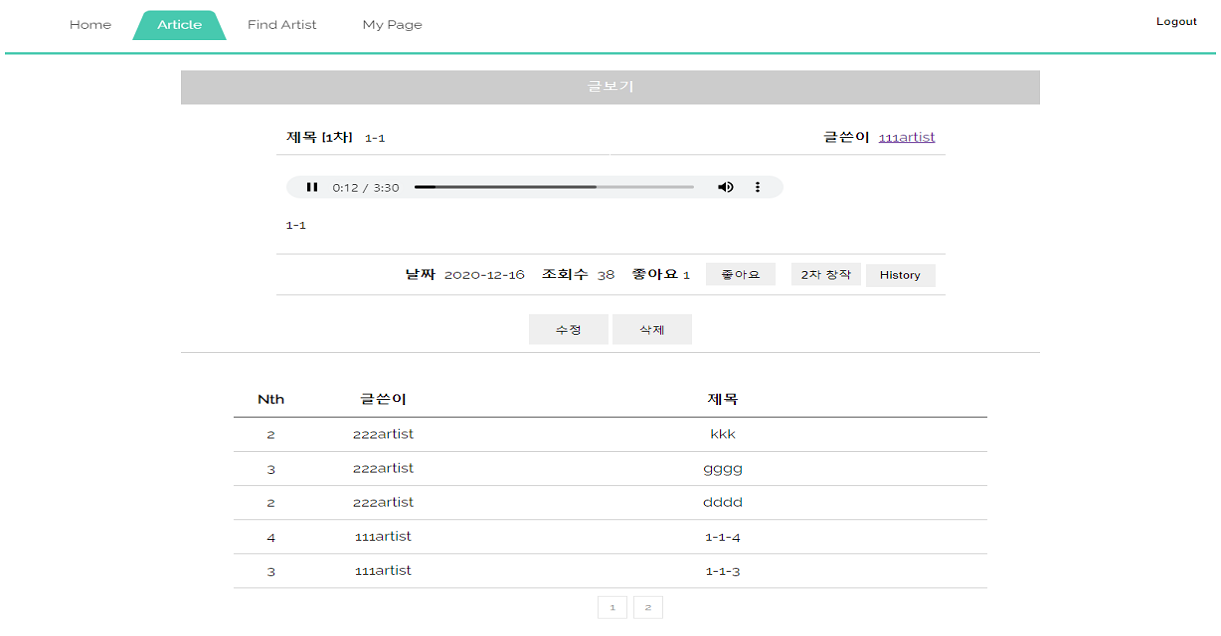 Home Article Find Artist My Page Logout
글보기
제목 [1차] 1-1 글쓴이 111artist
0:12 / 3:30
1-1
날짜 2020-12-16 조회수 38 좋아요 1 좋아요 2차 창작 History
수정 삭제
Nth 글쓴이 제목
2 222artist kkk
3 222artist gggg
2 222artist dddd
4 111artist 1-1-4
3 111artist 1-1-3
1 2